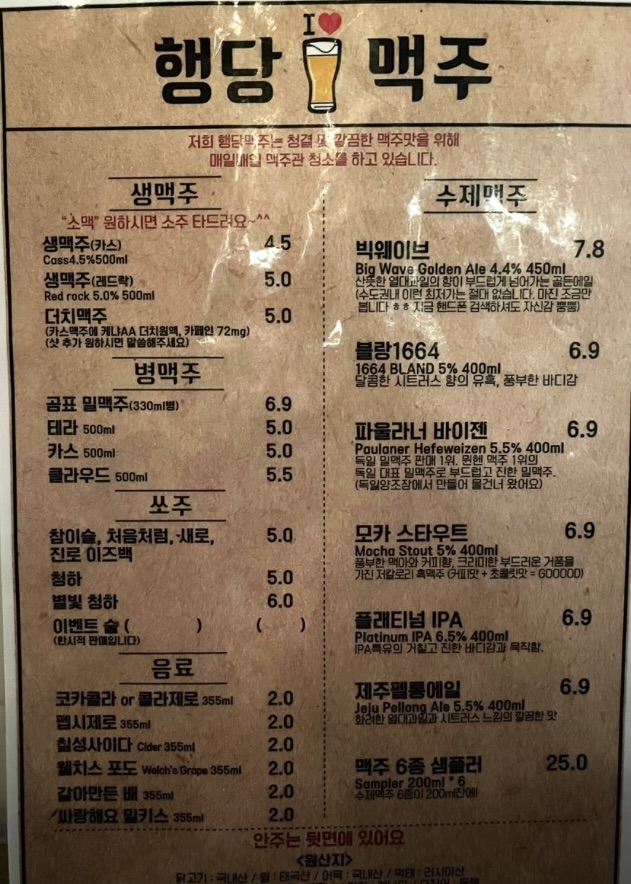 I
행당 맥주
저희 행당맥주는 청결 및 깔끔한 맥주맛을 위해
매일매일 맥주관 청소를 하고 있습니다.
생맥주
"소맥" 원하시면 소주 타드려요~^^
생맥주(카스) 4.5
Cass4.5%500ml
생맥주(레드락) 5.0
Red rock 5.0% 500ml
더치맥주 5.0
(카스맥주에 케냐AA 더치원액, 카페인 72mg)
(샷 추가 원하시면 말씀해주세요)
병맥주
곰표 밀맥주(330ml병) 6.9
테라 500ml 5.0
카스 500ml 5.0
클라우드 500ml 5.5
쏘주
참이슬, 처음처럼, 새로, 5.0
진로 이즈백
청하 5.0
별빛 청하 6.0
이벤트 술 ( ) ( )
(한시적 판매입니다)
음료
코카콜라 or 콜라제로 355ml 2.0
펩시제로 355ml 2.0
칠성사이다 Cider 355ml 2.0
웰치스 포도 Welch's Grape 355ml 2.0
갈아만든 배 355ml 2.0
싸랑해요 밀키스 355ml 2.0
수제맥주
빅웨이브 7.8
Big Wave Golden Ale 4.4% 450ml
산뜻한 열대과일의 향이 부드럽게 넘어가는 골든에일
(수도권내 이런 최저가는 절대 없습니다. 마진 조금만
봅니다 ㅎㅎ 지금 핸드폰 검색하셔도 자신감 뿜뿜)
블랑1664 6.9
1664 BLAND 5% 400ml
달콤한 시트러스 향의 유혹, 풍부한 바디감
파울라너 바이젠 6.9
Paulaner Hefeweizen 5.5% 400ml
독일 밀맥주 판매 1위. 뮌헨 맥주 1위의
독일 대표 밀맥주로 부드럽고 진한 밀맥주.
(독일양조장에서 만들어 물건너 왔어요)
모카 스타우트 6.9
Mocha Stout 5% 400ml
풍부한 맥아와 커피향, 크리미한 부드러운 거품을
가진 저칼로리 흑맥주 (커피맛 + 초콜릿맛 = GOOOOD)
플래티넘 IPA 6.9
Platinum IPA 6.5% 400ml
IPA특유의 거칠고 진한 바디감과 묵직함.
제주펠롱에일 6.9
Jeju Pellong Ale 5.5% 400ml
화려한 열대과일과 시트러스 느낌의 깔끔한 맛
맥주 6종 샘플러 25.0
Sampler 200ml * 6
수제맥주 6종이 200ml잔에!
안주는 뒷면에 있어요
<원산지>
닭고기 : 국내산 / 쌀 : 태국산 / 어묵 : 국내산 / 먹태 : 러시아산